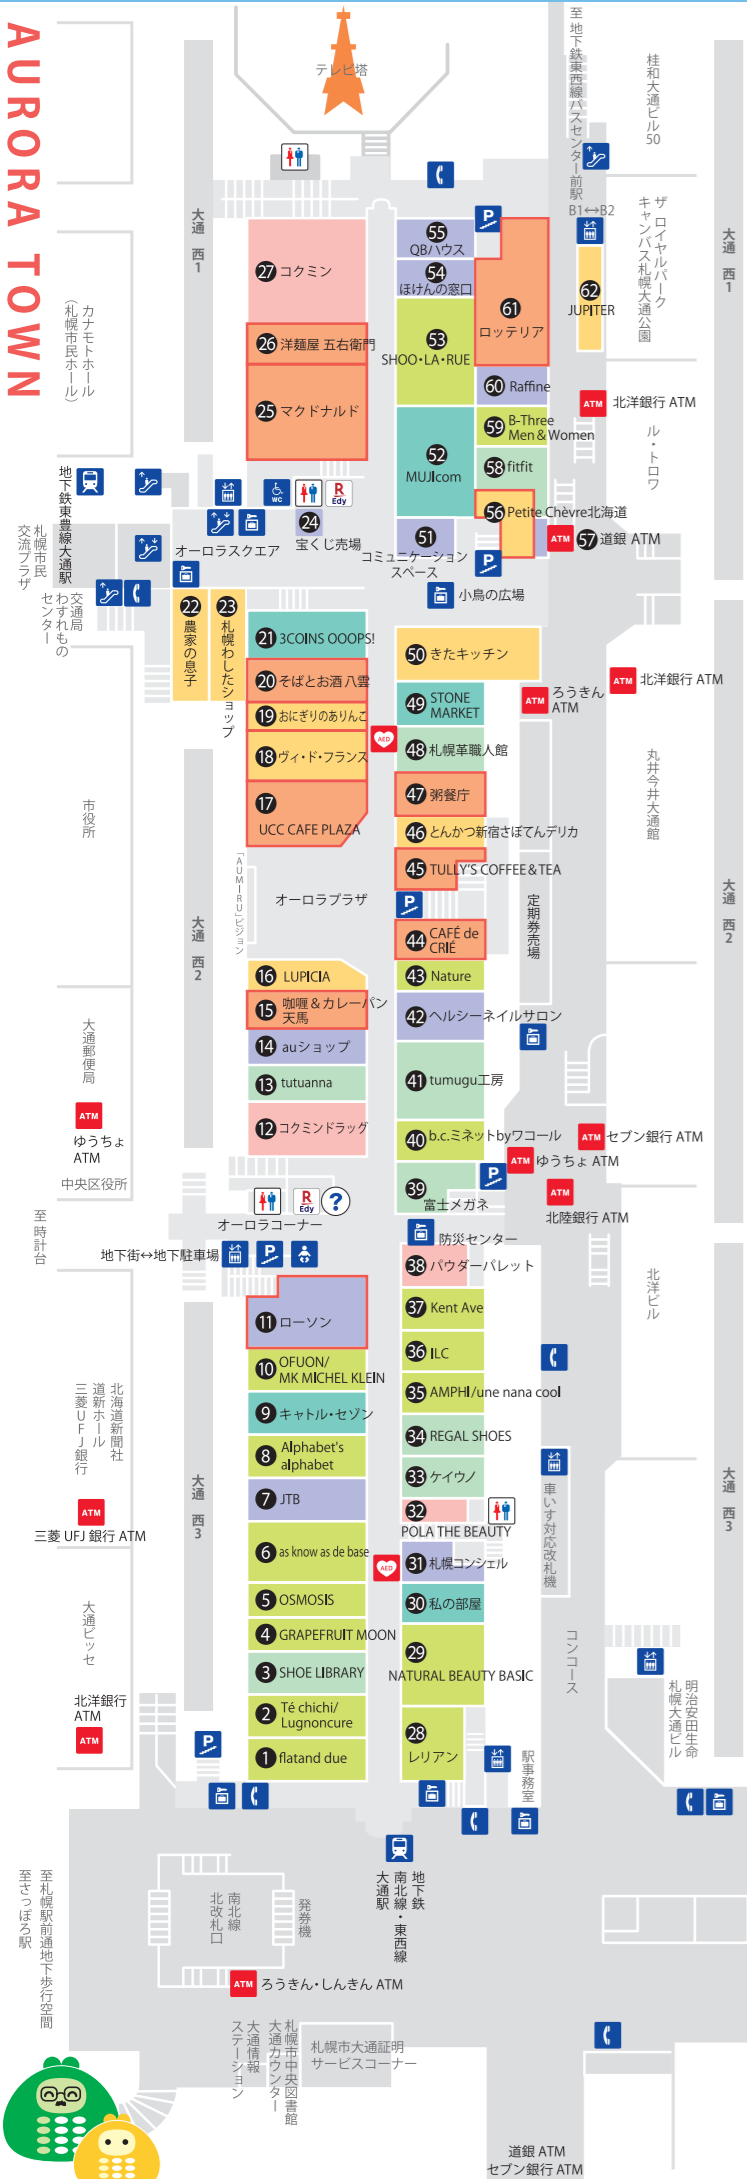 AURORA TOWN
テレビ塔
至 地下鉄東西線バスセンター前駅
桂和大通ビル50
B1↔B2
ザ ロイヤルパーク
キャンバス札幌大通公園
大通 西1
大通 西1
カナモトホール
(札幌市民ホール)
55
QBハウス
54
ほけんの窓口
27 コクミン
61
ロッテリア
62
JUPITER
53
SHOO・LA・RUE
26 洋麺屋 五右衛門
25 マクドナルド
60 Raffine
ATM 北洋銀行 ATM
59 B-Three
Men & Women
ル・トロワ
52
MUJIcom
58 fitfit
56 Petite Chèvre北海道
ATM 57 道銀 ATM
51
コミュニケーション
スペース
小鳥の広場
地下鉄東豊線大通駅
WC
R
Edy
24
宝くじ売場
オーロラスクエア
札幌市民
交流プラザ
交通局
わすれもの
センター
22 農家の息子
23 札幌わしたショップ
21 3COINS OOOPS!
20 そばとお酒 八雲
19 おにぎりのありんこ
18 ヴィ・ド・フランス
17
UCC CAFE PLAZA
50 きたキッチン
ATM 北洋銀行 ATM
49 STONE
MARKET
ATM ろうきん
ATM
AED
48 札幌革職人館
47 粥餐庁
46 とんかつ新宿さぼてんデリカ
45 TULLY'S COFFEE & TEA
丸井今井大通館
市役所
大通 西2
大通 西2
「AUMIRU」ビジョン
オーロラプラザ
定期券売場
44 CAFÉ de
CRIÉ
43 Nature
42 ヘルシーネイルサロン
41 tumugu工房
40 b.c.ミネットbyワコール
39
富士メガネ
16 LUPICIA
15 咖喱&カレーパン
天馬
14 auショップ
13 tutuanna
12 コクミンドラッグ
大通郵便局
ATM
ゆうちょ
ATM
中央区役所
至 時計台
ATM セブン銀行 ATM
ATM ゆうちょ ATM
ATM
北陸銀行 ATM
R
Edy
?
オーロラコーナー
地下街↔地下駐車場
P
防災センター
38 パウダーパレット
37 Kent Ave
36 ILC
35 AMPHI/une nana cool
34 REGAL SHOES
33 ケイウノ
32
POLA THE BEAUTY
31 札幌コンシェル
30 私の部屋
29
NATURAL BEAUTY BASIC
28
レリアン
11 ローソン
10 OFUON/
MK MICHEL KLEIN
9 キャトル・セゾン
8 Alphabet's
alphabet
7 JTB
6 as know as de base
5 OSMOSIS
4 GRAPEFRUIT MOON
3 SHOE LIBRARY
2 Té chichi/
Lugnoncure
1 flatand due
AED
北洋ビル
大通 西3
大通 西3
北海道新聞社
道新ホール
三菱UFJ銀行
ATM
三菱 UFJ 銀行 ATM
大通ビッセ
北洋銀行
ATM
ATM
車いす対応改札機
コンコース
明治安田生命
札幌大通ビル
駅事務室
P
地下鉄
南北線・東西線
大通駅
南北線
北改札口
発券機
至札幌駅前通地下歩行空間
至さっぽろ駅
ATM ろうきん・しんきん ATM
大通情報
ステーション
札幌市中央図書館
大通カウンター
札幌市大通証明
サービスコーナー
道銀 ATM
セブン銀行 ATM